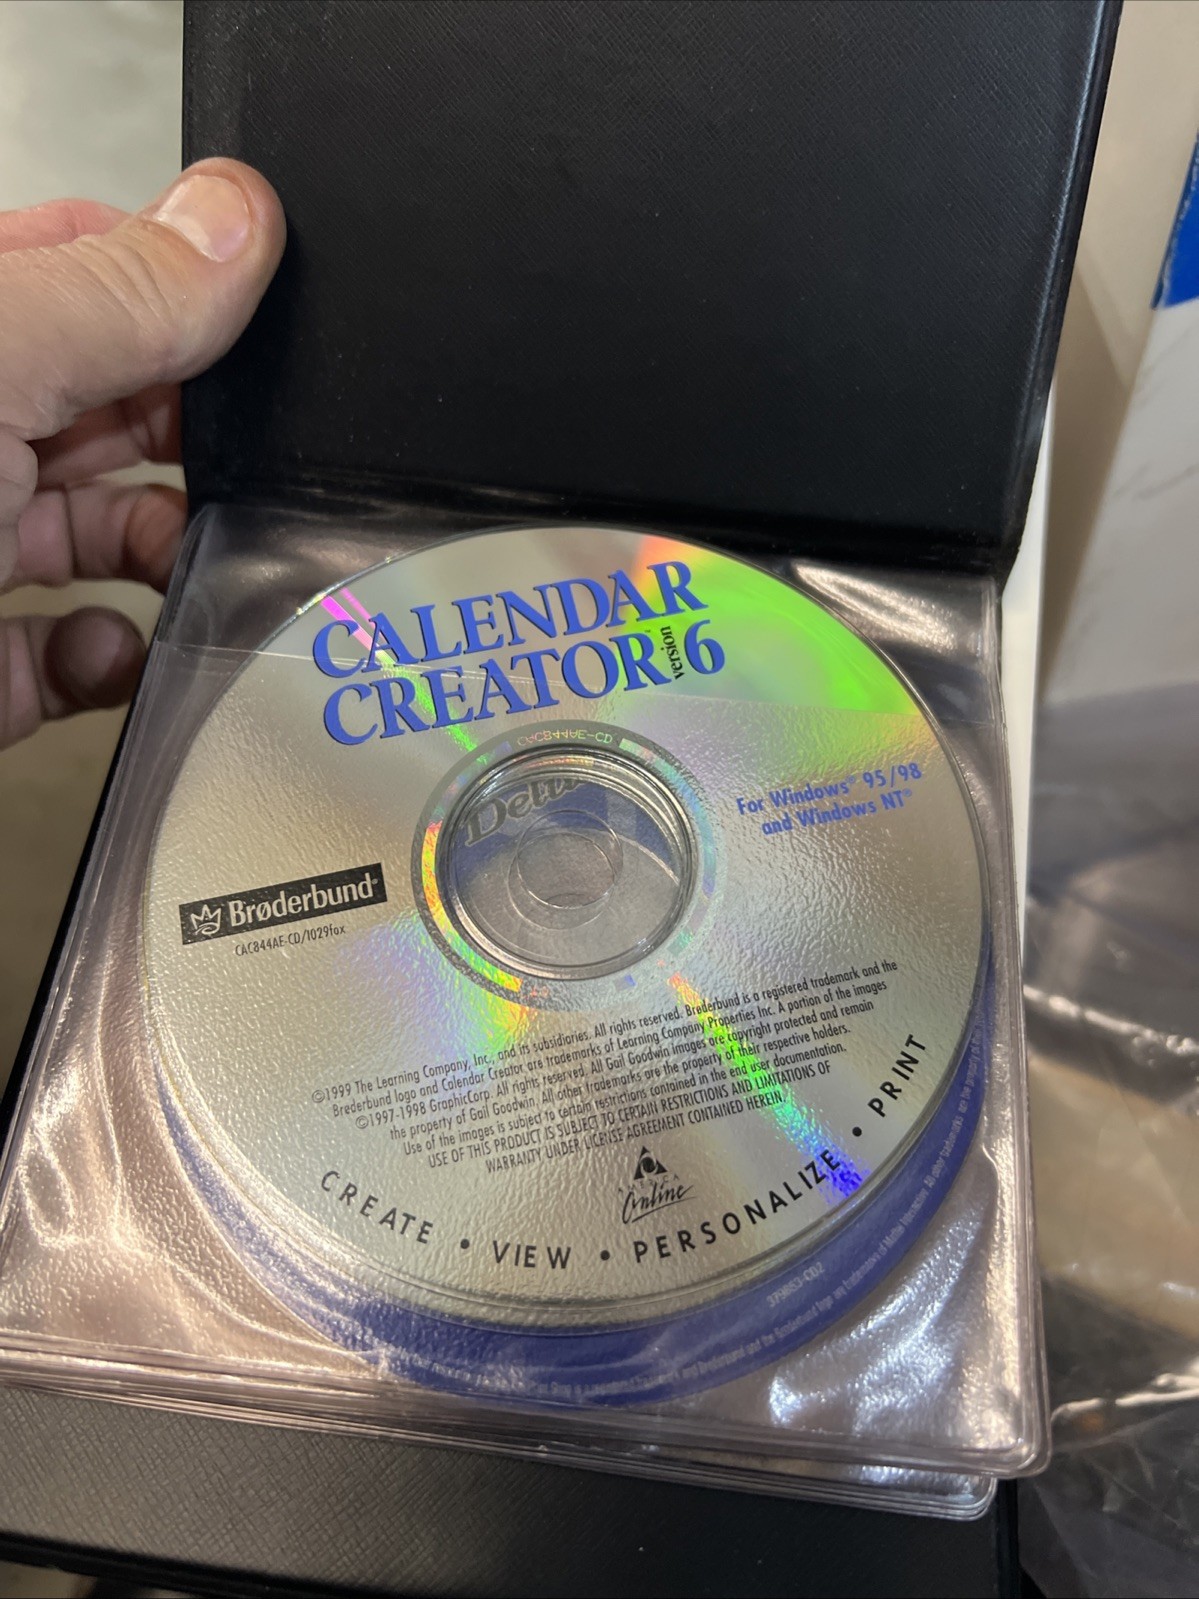 CALENDAR
CREATOR version 6
CACB44AE-CD
For Windows® 95/98
and Windows NT®
Brøderbund®
CAC844AE-CD/1029fox
©1999 The Learning Company, Inc., and its subsidiaries. All rights reserved. Brøderbund is a registered trademark and the
Brøderbund logo and Calendar Creator are trademarks of Learning Company Properties Inc. A portion of the images
©1997-1998 GraphicCorp. All rights reserved. All Gail Goodwin images are copyright protected and remain
the property of Gail Goodwin. All other trademarks are the property of their respective holders.
Use of the images is subject to certain restrictions contained in the end user documentation.
USE OF THIS PRODUCT IS SUBJECT TO CERTAIN RESTRICTIONS AND LIMITATIONS OF
WARRANTY UNDER LICENSE AGREEMENT CONTAINED HEREIN.
AMERICA
Online
CREATE • VIEW • PERSONALIZE • PRINT